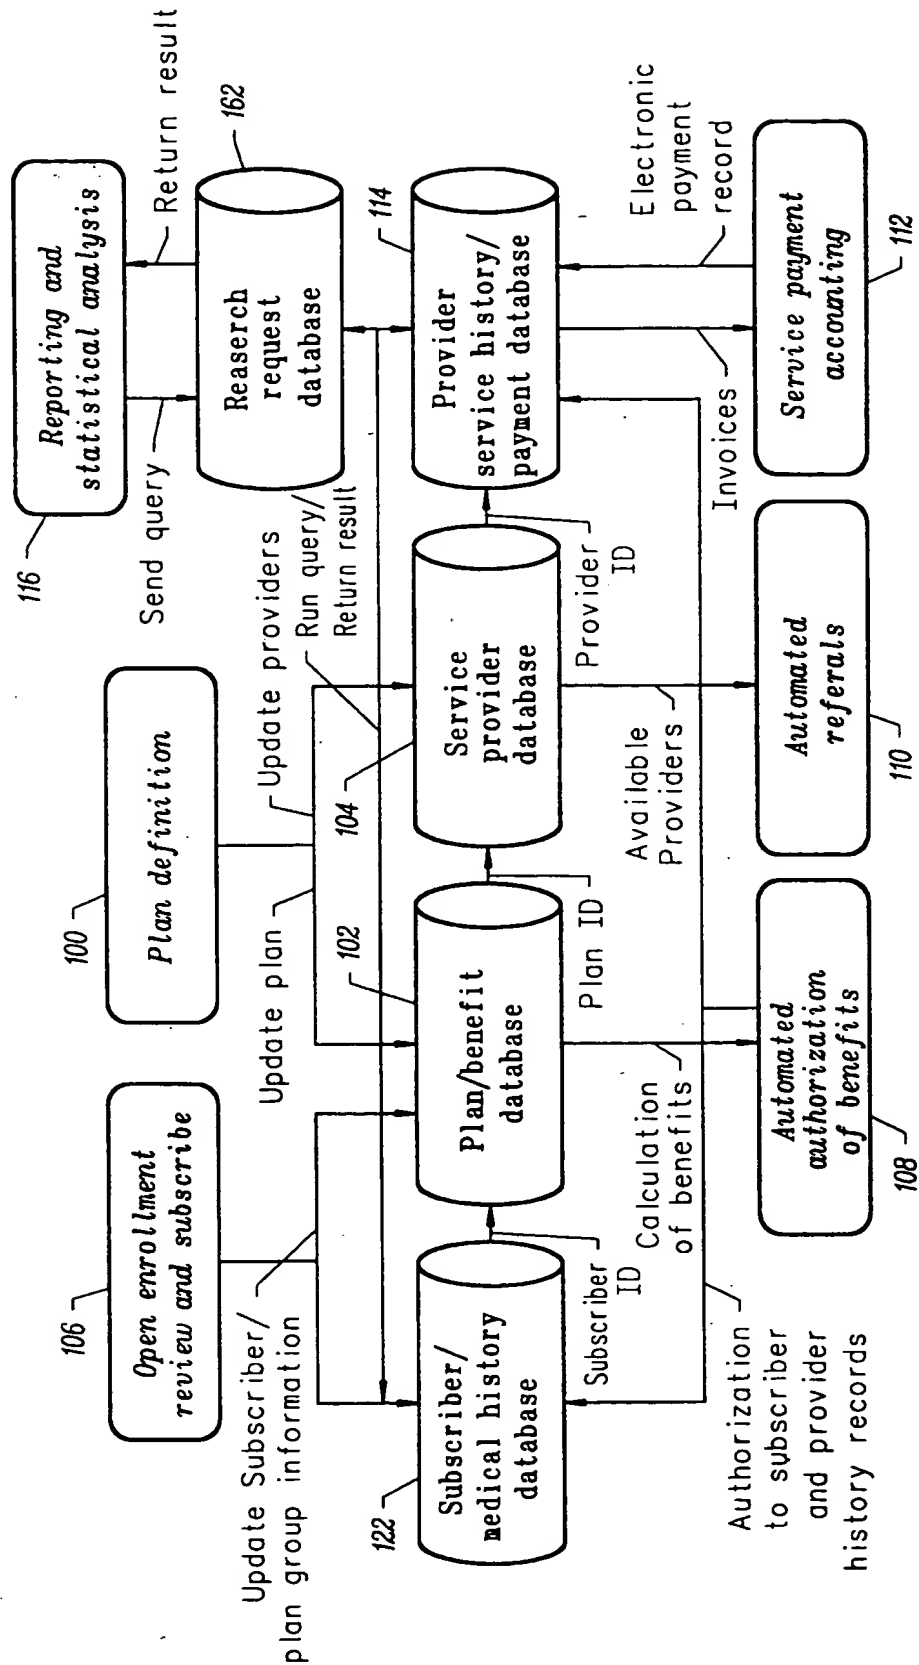 106
Open enrollment
review and subscribe
100
Plan definition
116
Reporting and
statistical analysis
Update Subscriber/
plan group information
Update plan
Update providers
Send query
Return result
Run query/
Return result
162
Reaserch
request
database
122
Subscriber/
medical history
database
102
Plan/benefit
database
104
Service
provider
database
114
Provider
service history/
payment database
Subscriber
ID
Plan ID
Provider
ID
Calculation
of benefits
Available
Providers
Invoices
Electronic
payment
record
Authorization
to subscriber
and provider
history records
108
Automated
authorization
of benefits
110
Automated
referals
112
Service payment
accounting